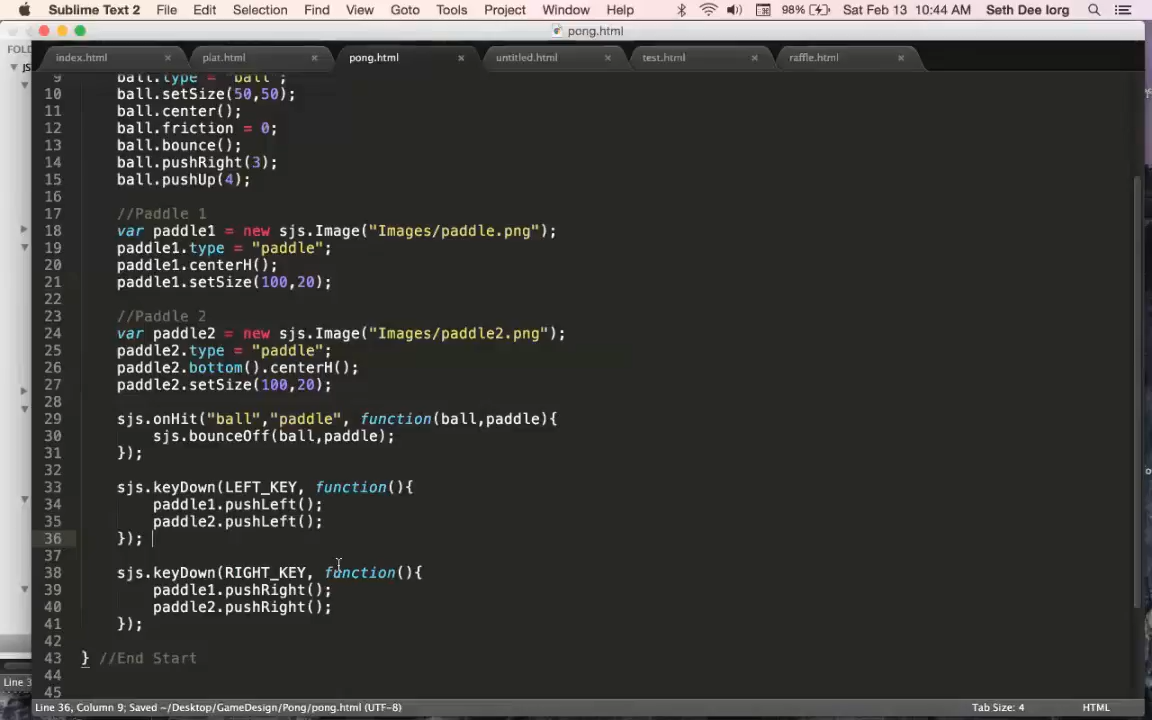 Sublime Text 2 File Edit Selection Find View Goto Tools Project Window Help 98% Sat Feb 13 10:44 AM Seth Dee Iorg
pong.html
FOL
index.html × plat.html × pong.html × untitled.html × test.html × raffle.html ×
9 ball.type = "ball";
10 ball.setSize(50,50);
11 ball.center();
12 ball.friction = 0;
13 ball.bounce();
14 ball.pushRight(3);
15 ball.pushUp(4);
16
17 //Paddle 1
18 var paddle1 = new sjs.Image("Images/paddle.png");
19 paddle1.type = "paddle";
20 paddle1.centerH();
21 paddle1.setSize(100,20);
22
23 //Paddle 2
24 var paddle2 = new sjs.Image("Images/paddle2.png");
25 paddle2.type = "paddle";
26 paddle2.bottom().centerH();
27 paddle2.setSize(100,20);
28
29 sjs.onHit("ball","paddle", function(ball,paddle){
30 sjs.bounceOff(ball,paddle);
31 });
32
33 sjs.keyDown(LEFT_KEY, function(){
34 paddle1.pushLeft();
35 paddle2.pushLeft();
36 });
37
38 sjs.keyDown(RIGHT_KEY, function(){
39 paddle1.pushRight();
40 paddle2.pushRight();
41 });
42
43 } //End Start
44
45
Line 3
Line 36, Column 9; Saved ~/Desktop/GameDesign/Pong/pong.html (UTF-8) Tab Size: 4 HTML